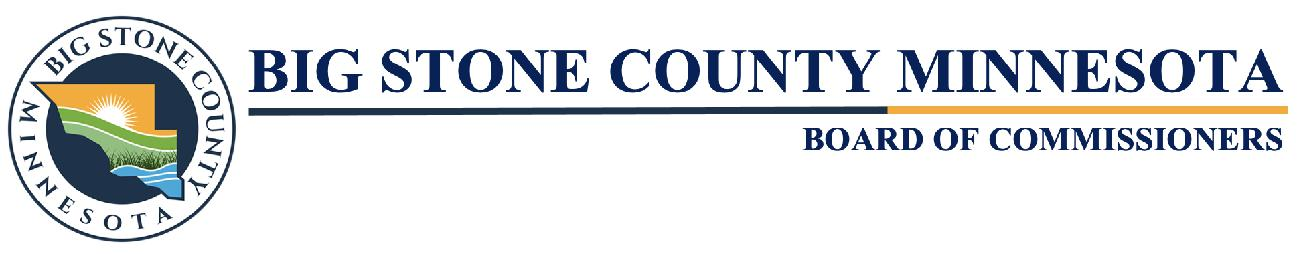 BIG STONE COUNTY
MINNESOTA
BIG STONE COUNTY MINNESOTA
BOARD OF COMMISSIONERS